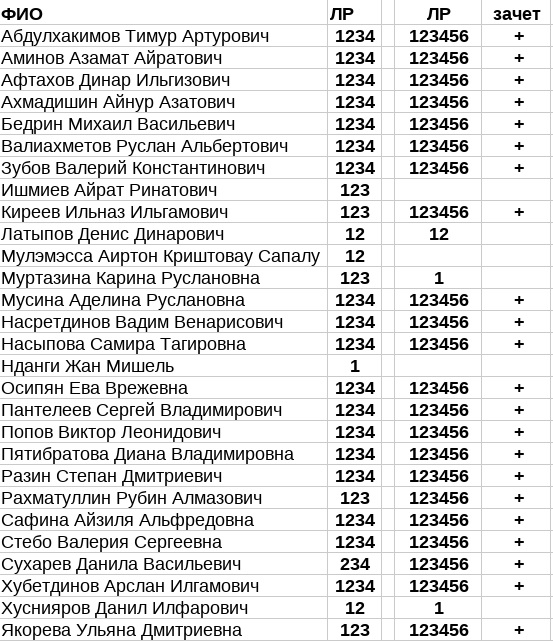 ФИО ЛР ЛР зачет
Абдулхакимов Тимур Артурович 1234 123456 +
Аминов Азамат Айратович 1234 123456 +
Афтахов Динар Ильгизович 1234 123456 +
Ахмадишин Айнур Азатович 1234 123456 +
Бедрин Михаил Васильевич 1234 123456 +
Валиахметов Руслан Альбертович 1234 123456 +
Зубов Валерий Константинович 1234 123456 +
Ишмиев Айрат Ринатович 123
Киреев Ильназ Ильгамович 123 123456 +
Латыпов Денис Динарович 12 12
Мулэмэсса Аиртон Криштовау Сапалу 12
Муртазина Карина Руслановна 123 1
Мусина Аделина Руслановна 1234 123456 +
Насретдинов Вадим Венарисович 1234 123456 +
Насыпова Самира Тагировна 1234 123456 +
Нданги Жан Мишель 1
Осипян Ева Врежевна 1234 123456 +
Пантелеев Сергей Владимирович 1234 123456 +
Попов Виктор Леонидович 1234 123456 +
Пятибратова Диана Владимировна 1234 123456 +
Разин Степан Дмитриевич 1234 123456 +
Рахматуллин Рубин Алмазович 123 123456 +
Сафина Айзиля Альфредовна 1234 123456 +
Стебо Валерия Сергеевна 1234 123456 +
Сухарев Данила Васильевич 234 123456 +
Хубетдинов Арслан Илгамович 1234 123456 +
Хуснияров Данил Илфарович 12 1
Якорева Ульяна Дмитриевна 123 123456 +